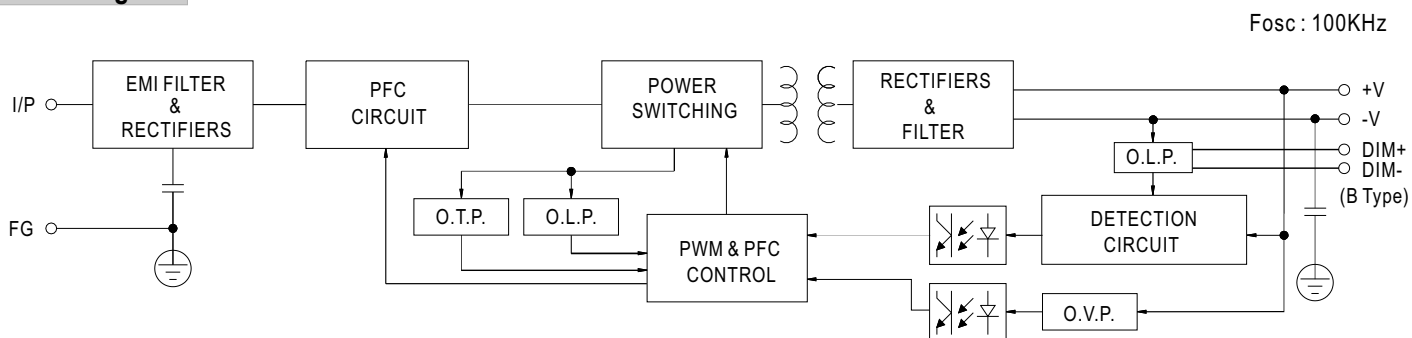 Fosc : 100KHz
EMI FILTER
&
RECTIFIERS
PFC
CIRCUIT
POWER
SWITCHING
RECTIFIERS
&
FILTER
I/P
+V
-V
DIM+
DIM-
(B Type)
O.L.P.
FG
O.T.P.
O.L.P.
PWM & PFC
CONTROL
DETECTION
CIRCUIT
O.V.P.